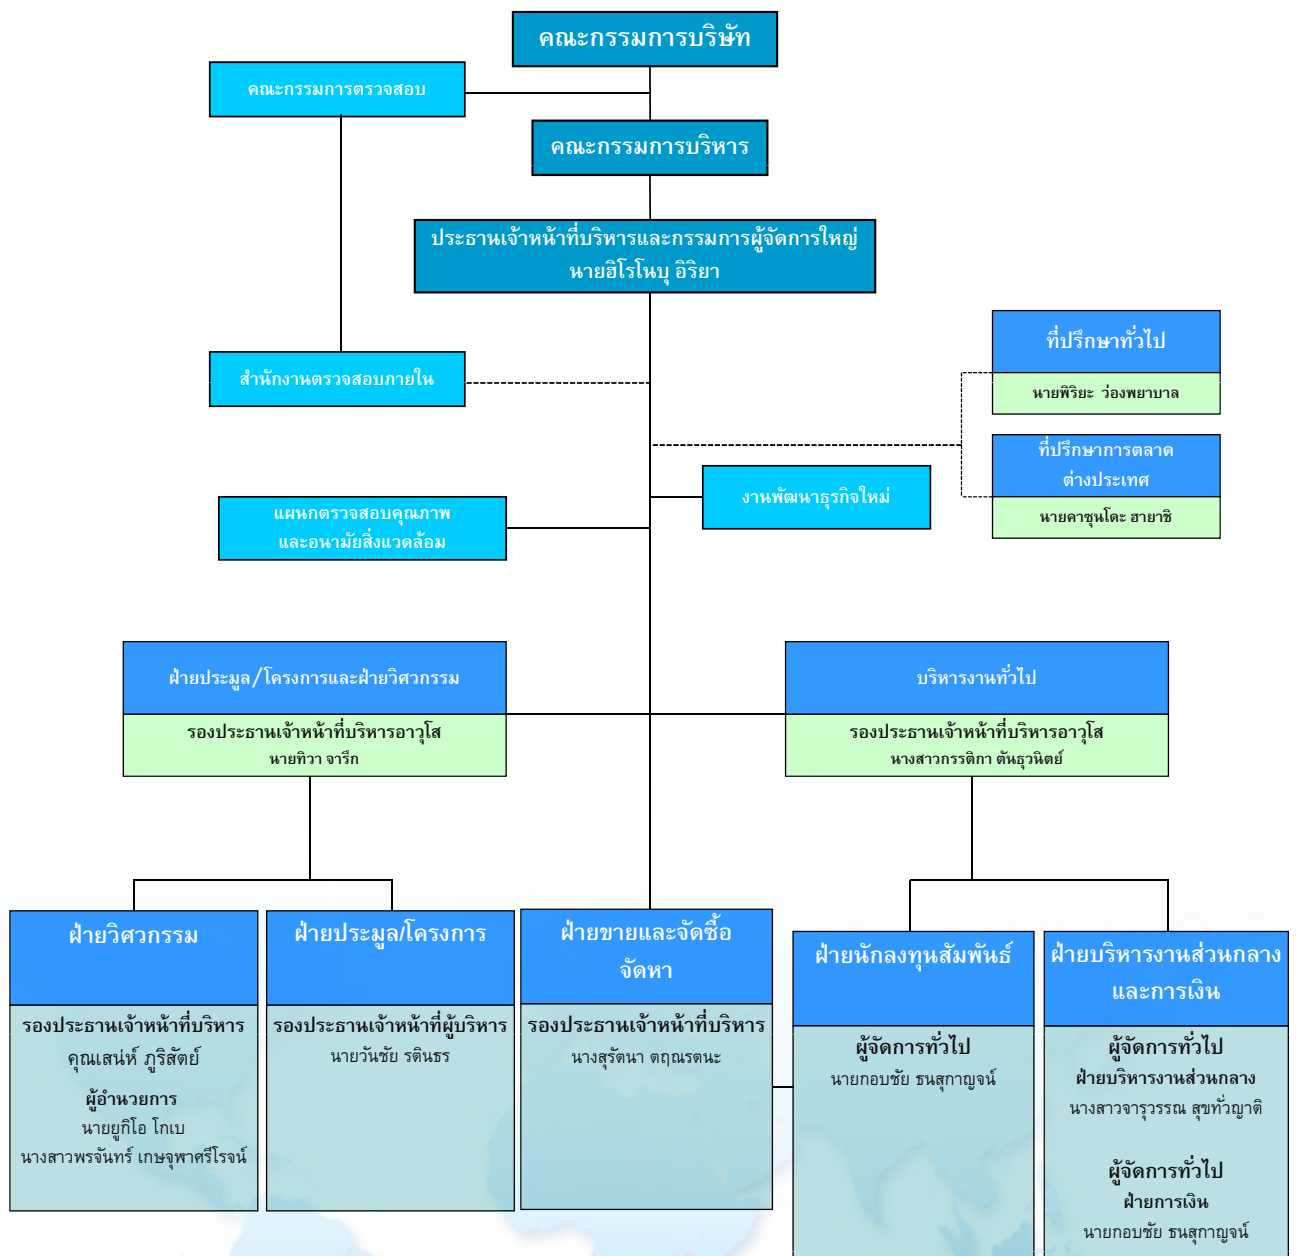 คณะกรรมการบริษัท
คณะกรรมการตรวจสอบ
คณะกรรมการบริหาร
ประธานเจ้าหน้าที่บริหารและกรรมการผู้จัดการใหญ่
นายฮิโรโนบุ อิริยา
ที่ปรึกษาทั่วไป
นายพิริยะ ว่องพยาบาล
สำนักงานตรวจสอบภายใน
ที่ปรึกษาการตลาด
ต่างประเทศ
นายคาซุนโดะ ฮายาชิ
งานพัฒนาธุรกิจใหม่
แผนกตรวจสอบคุณภาพ
และอนามัยสิ่งแวดล้อม
ฝ่ายประมูล/โครงการและฝ่ายวิศวกรรม
รองประธานเจ้าหน้าที่บริหารอาวุโส
นายทิวา จารึก
บริหารงานทั่วไป
รองประธานเจ้าหน้าที่บริหารอาวุโส
นางสาวกรรติกา ตันธุวนิตย์
ฝ่ายวิศวกรรม
รองประธานเจ้าหน้าที่บริหาร
คุณเสน่ห์ ภูริสัตย์
ผู้อำนวยการ
นายยูกิโอ โกเบ
นางสาวพรจันทร์ เกษจุฬาศรีโรจน์
ฝ่ายประมูล/โครงการ
รองประธานเจ้าหน้าที่ผู้บริหาร
นายวันชัย รตินธร
ฝ่ายขายและจัดซื้อ
จัดหา
รองประธานเจ้าหน้าที่บริหาร
นางสุรัตนา ตฤณรตนะ
ฝ่ายนักลงทุนสัมพันธ์
ผู้จัดการทั่วไป
นายกอบชัย ธนสุกาญจน์
ฝ่ายบริหารงานส่วนกลาง
และการเงิน
ผู้จัดการทั่วไป
ฝ่ายบริหารงานส่วนกลาง
นางสาวจารุวรรณ สุขทั่วญาติ
ผู้จัดการทั่วไป
ฝ่ายการเงิน
นายกอบชัย ธนสุกาญจน์